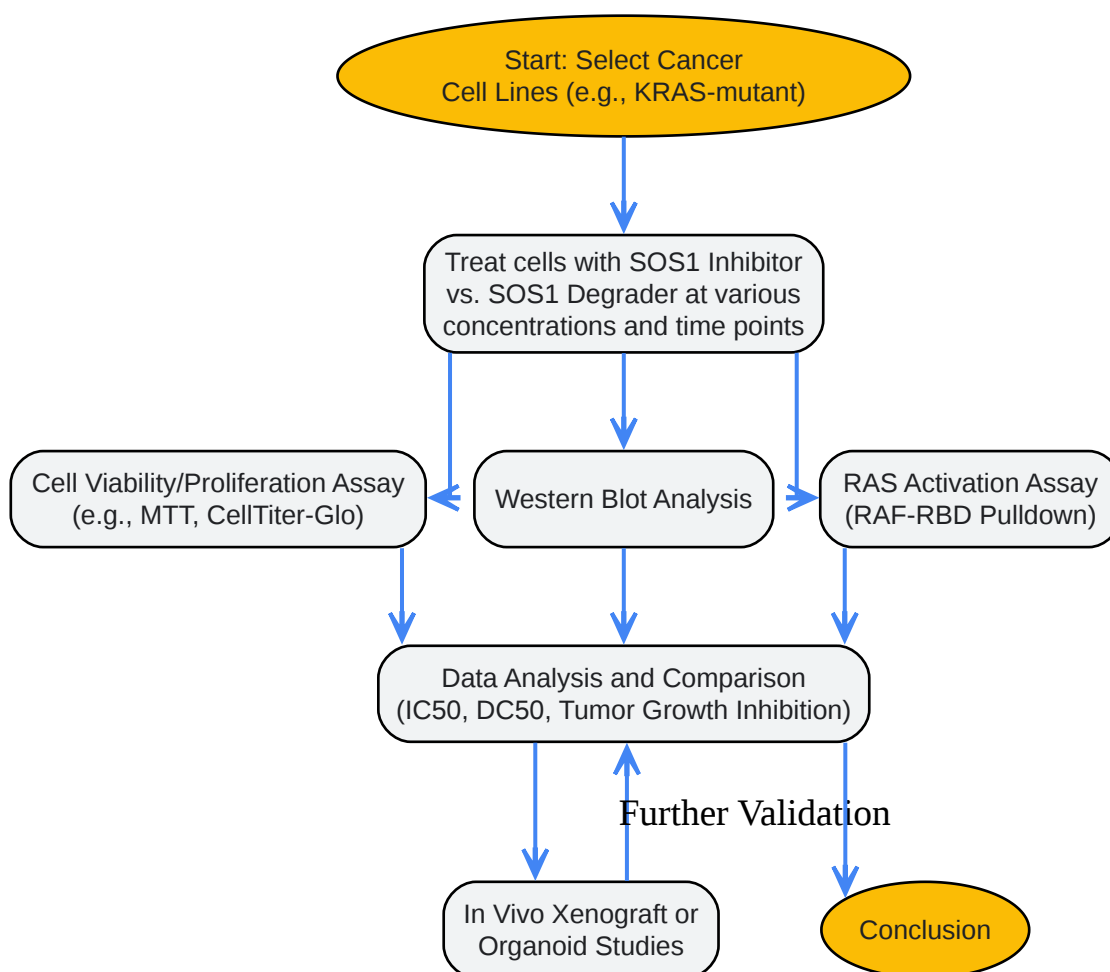 Start: Select Cancer
Cell Lines (e.g., KRAS-mutant)
Treat cells with SOS1 Inhibitor
vs. SOS1 Degrader at various
concentrations and time points
Cell Viability/Proliferation Assay
(e.g., MTT, CellTiter-Glo)
Western Blot Analysis
RAS Activation Assay
(RAF-RBD Pulldown)
Data Analysis and Comparison
(IC50, DC50, Tumor Growth Inhibition)
Further Validation
In Vivo Xenograft or
Organoid Studies
Conclusion